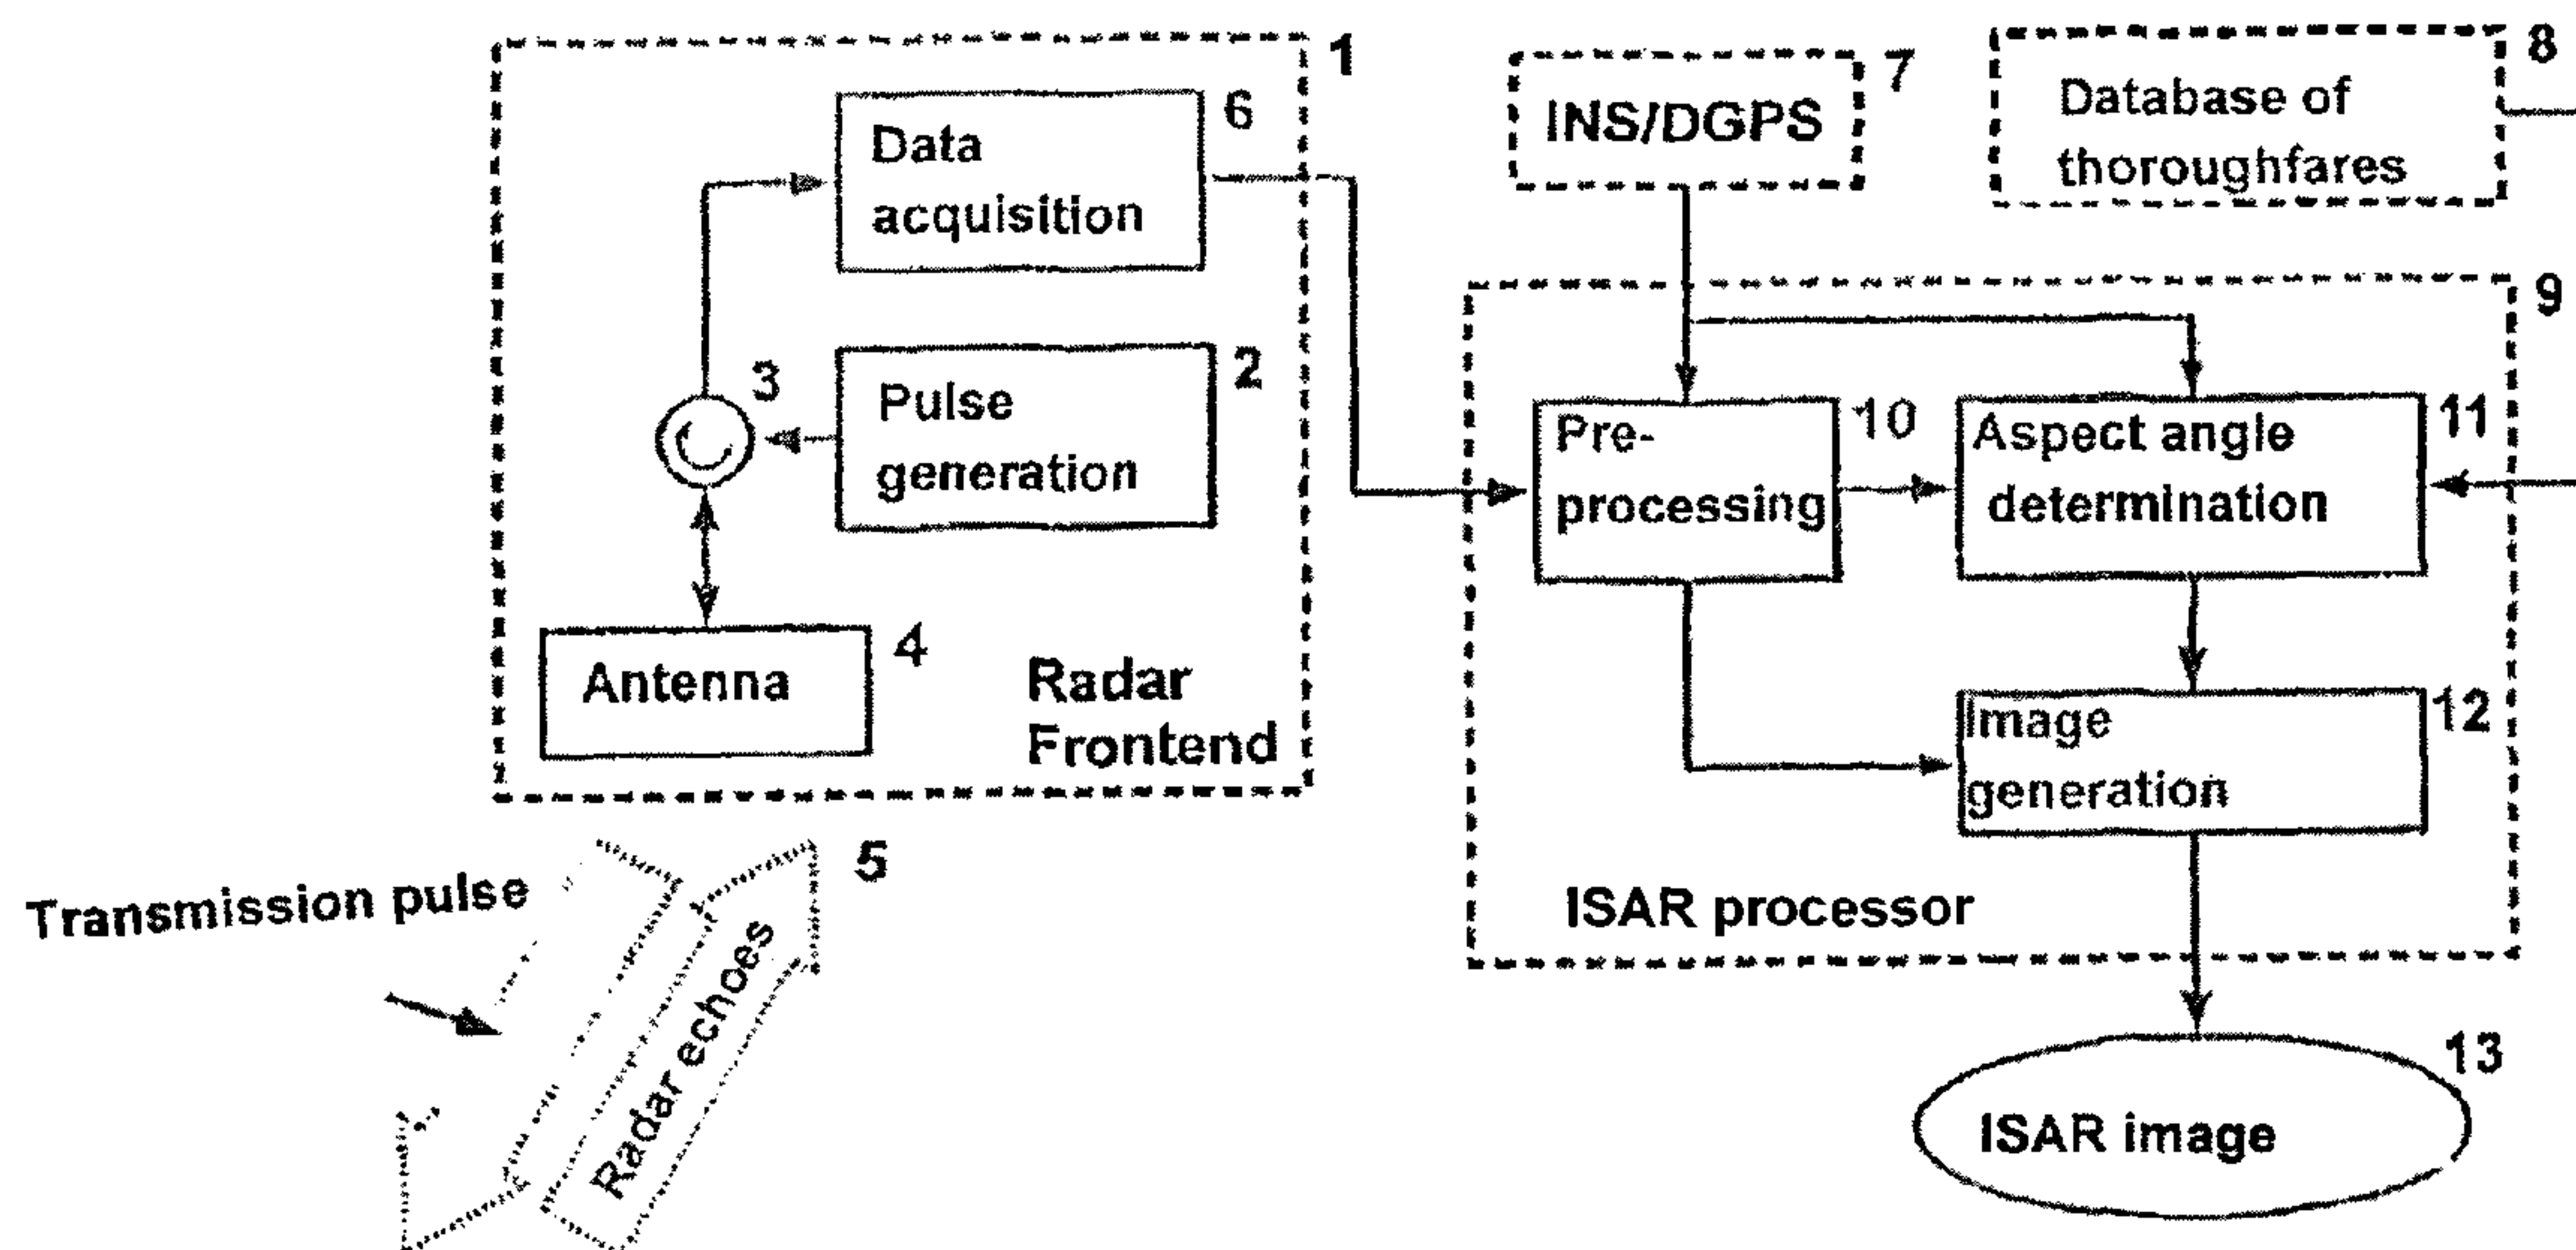 1
6
Data
acquisition
3
2
Pulse
generation
4
Antenna
Radar
Frontend
5
Transmission pulse
Radar echoes
7
INS/DGPS
8
Database of
thoroughfares
9
10
Pre-
processing
11
Aspect angle
determination
12
Image
generation
ISAR processor
13
ISAR image